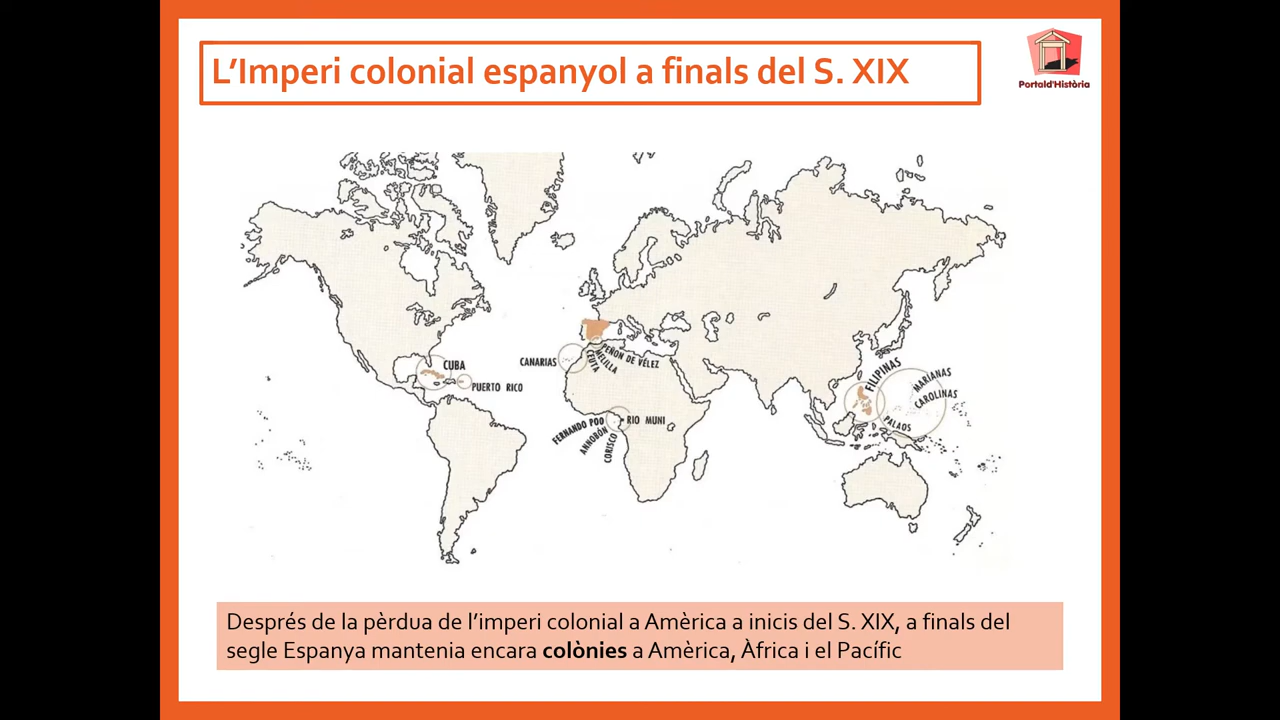 L'Imperi colonial espanyol a finals del S. XIX
Portald'Història
CUBA
PUERTO RICO
CANARIAS
PEÑON DE VÉLEZ
MELILLA
CEUTA
FERNANDO POO
ANNOBÓN
CORISCO
RIO MUNI
FILIPINAS
MARIANAS
CAROLINAS
PALAOS
Després de la pèrdua de l'imperi colonial a Amèrica a inicis del S. XIX, a finals del
segle Espanya mantenia encara colònies a Amèrica, Àfrica i el Pacífic